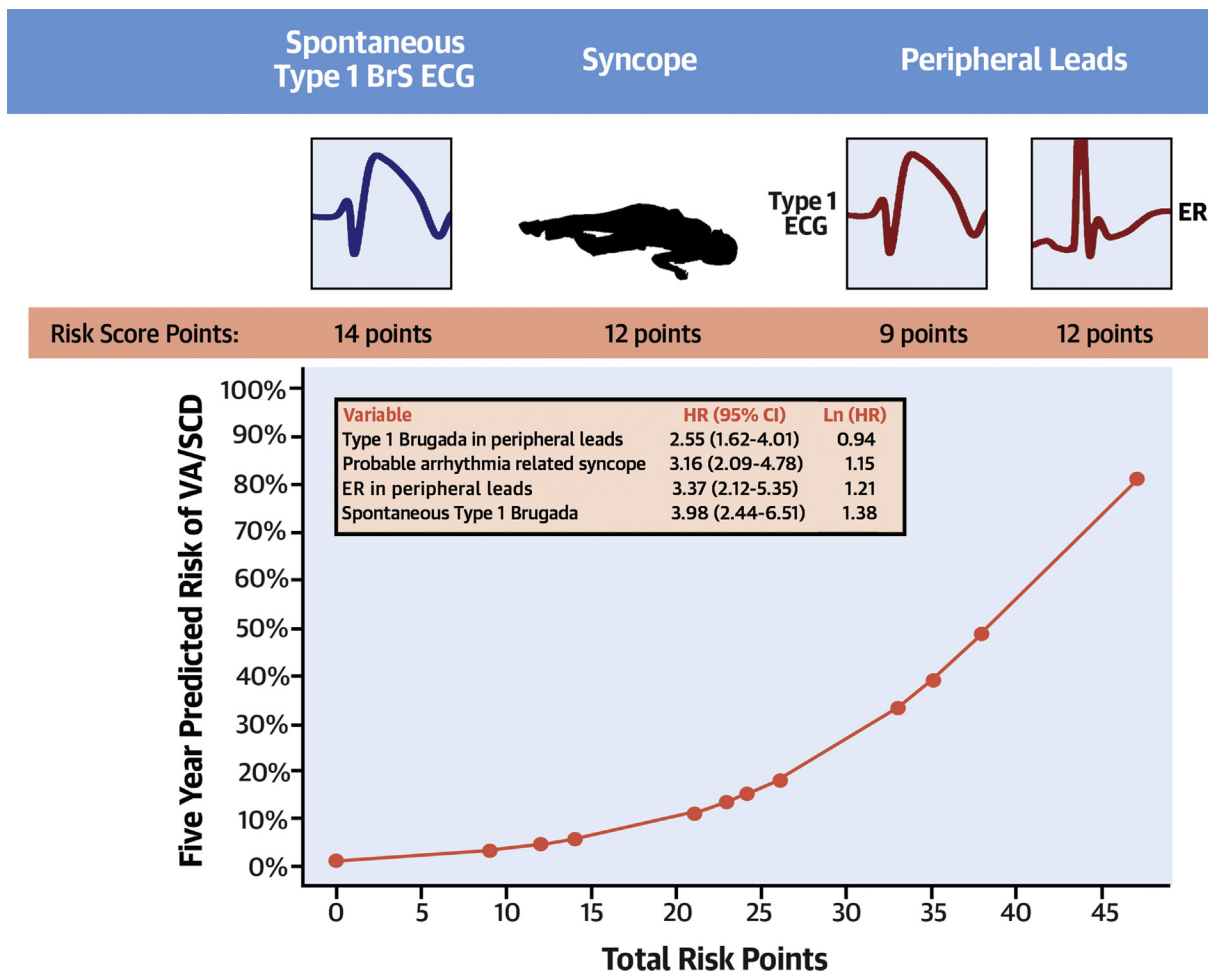 Spontaneous
Type 1 BrS ECG
Syncope
Peripheral Leads
Type 1
ECG
ER
Risk Score Points: 14 points 12 points 9 points 12 points
Five Year Predicted Risk of VA/SCD
100%
90%
80%
70%
60%
50%
40%
30%
20%
10%
0%
Variable HR (95% CI) Ln (HR)
Type 1 Brugada in peripheral leads 2.55 (1.62-4.01) 0.94
Probable arrhythmia related syncope 3.16 (2.09-4.78) 1.15
ER in peripheral leads 3.37 (2.12-5.35) 1.21
Spontaneous Type 1 Brugada 3.98 (2.44-6.51) 1.38
0 5 10 15 20 25 30 35 40 45
Total Risk Points